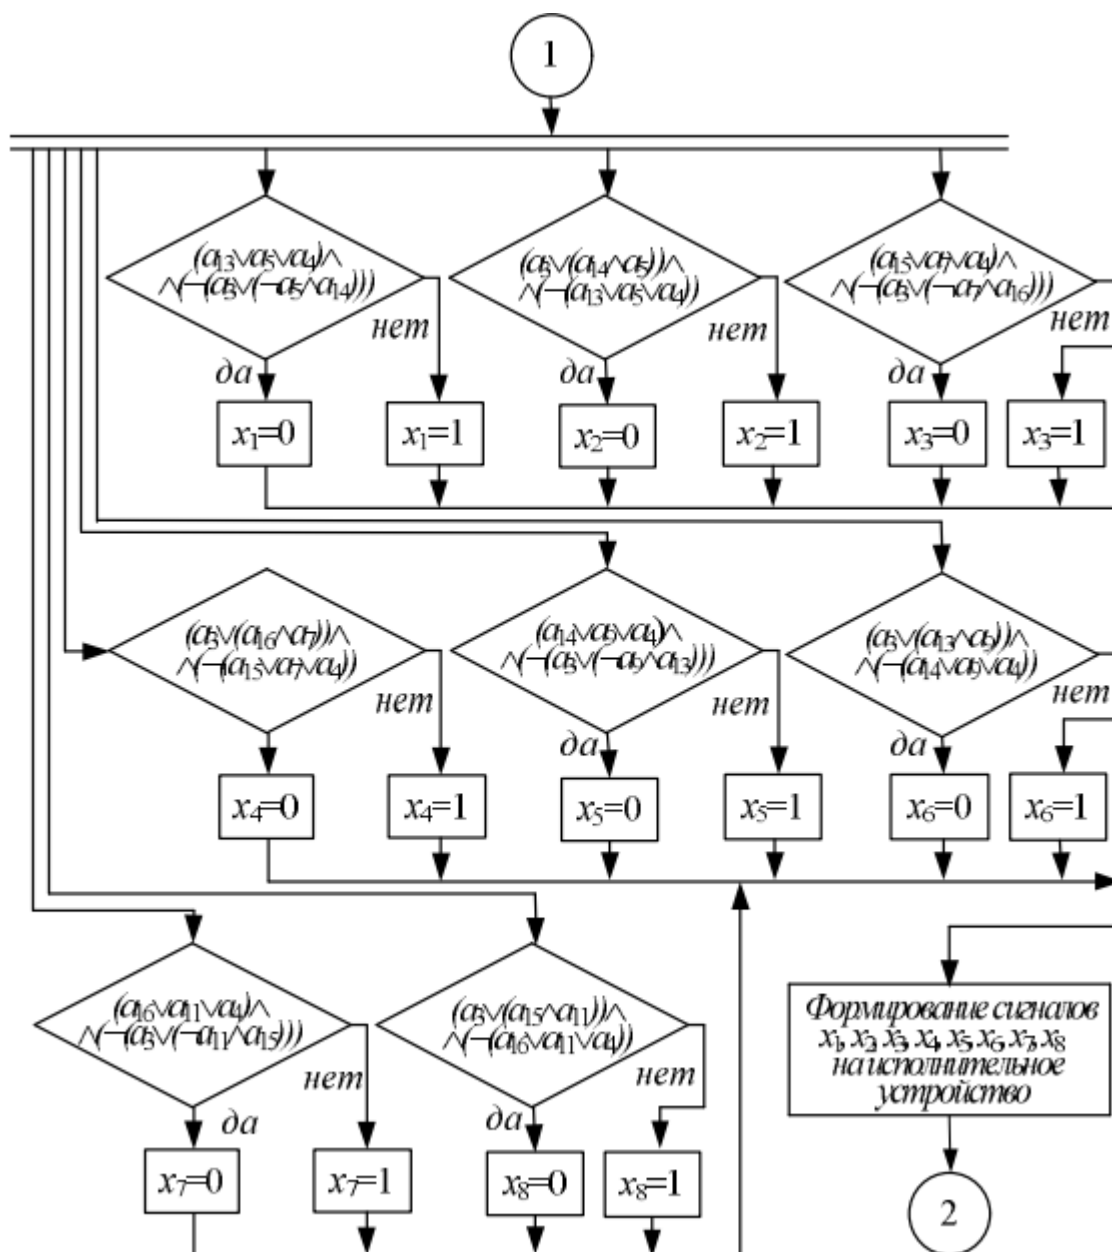 1
(a₁₃∨a₅∨a₄)∧
∧(¬(a₃∨(¬a₅∧a₁₄)))
(a₃∨(a₁₄∧a₅))∧
∧(¬(a₁₃∨a₅∨a₄))
(a₁₅∨a₇∨a₄)∧
∧(¬(a₃∨(¬a₇∧a₁₆)))
нет
нет
нет
да
да
да
x₁=0
x₁=1
x₂=0
x₂=1
x₃=0
x₃=1
(a₃∨(a₁₆∧a₇))∧
∧(¬(a₁₅∨a₇∨a₄))
(a₁₄∨a₉∨a₄)∧
∧(¬(a₃∨(¬a₉∧a₁₃)))
(a₃∨(a₁₃∧a₉))∧
∧(¬(a₁₄∨a₉∨a₄))
нет
нет
нет
да
да
x₄=0
x₄=1
x₅=0
x₅=1
x₆=0
x₆=1
(a₁₆∨a₁₁∨a₄)∧
∧(¬(a₃∨(¬a₁₁∧a₁₅)))
(a₃∨(a₁₅∧a₁₁))∧
∧(¬(a₁₆∨a₁₁∨a₄))
нет
нет
да
да
x₇=0
x₇=1
x₈=0
x₈=1
Формирование сигналов
x₁, x₂, x₃, x₄, x₅, x₆, x₇, x₈
на исполнительное
устройство
2